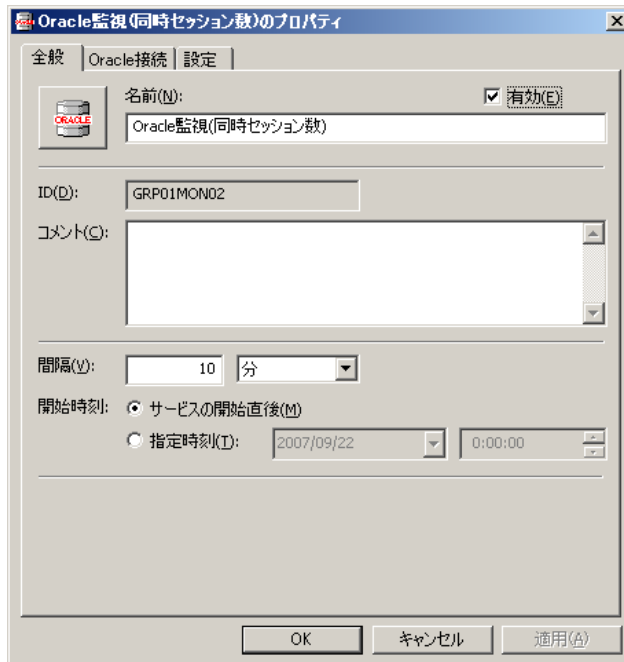 Oracle監視(同時セッション数)のプロパティ
全般 Oracle接続 設定
名前(N): 有効(E)
ORACLE
Oracle監視(同時セッション数)
ID(D): GRP01MON02
コメント(C):
間隔(V): 10 分
開始時刻: サービスの開始直後(M)
指定時刻(T): 2007/09/22 0:00:00
OK キャンセル 適用(A)